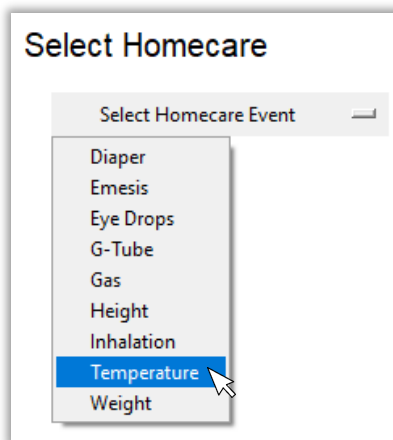 Select Homecare
Select Homecare Event
Diaper
Emesis
Eye Drops
G-Tube
Gas
Height
Inhalation
Temperature
Weight